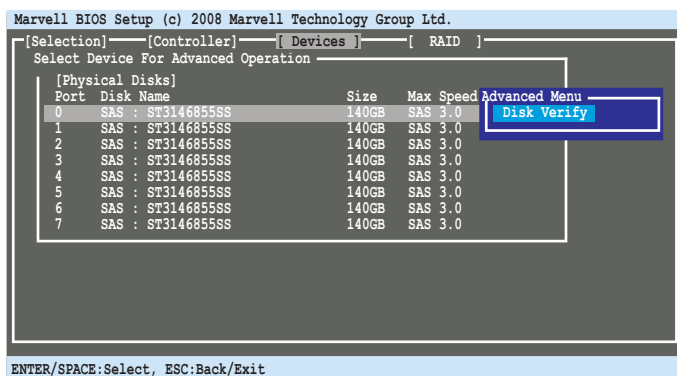 Marvell BIOS Setup (c) 2008 Marvell Technology Group Ltd.
[Selection] [Controller] [ Devices ] [ RAID ]
Select Device For Advanced Operation
[Physical Disks]
Port Disk Name Size Max Speed
0 SAS : ST3146855SS 140GB SAS 3.0
1 SAS : ST3146855SS 140GB SAS 3.0
2 SAS : ST3146855SS 140GB SAS 3.0
3 SAS : ST3146855SS 140GB SAS 3.0
4 SAS : ST3146855SS 140GB SAS 3.0
5 SAS : ST3146855SS 140GB SAS 3.0
6 SAS : ST3146855SS 140GB SAS 3.0
7 SAS : ST3146855SS 140GB SAS 3.0
Advanced Menu
Disk Verify
ENTER/SPACE:Select, ESC:Back/Exit